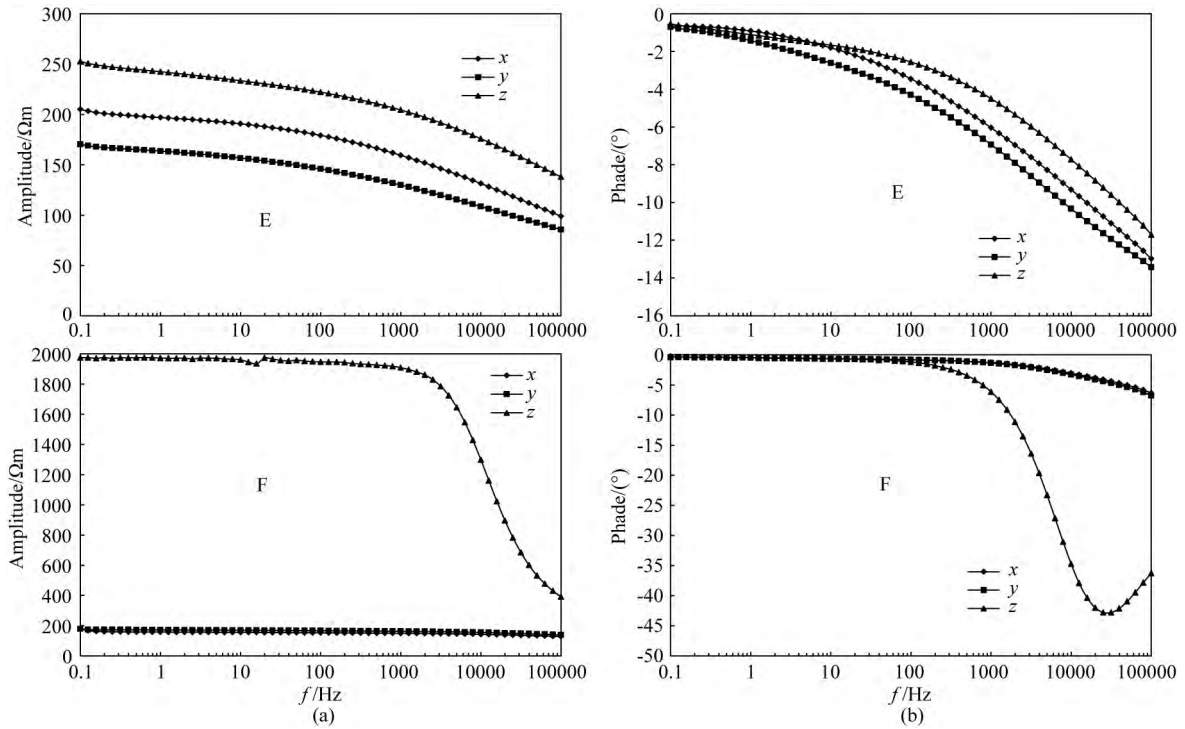 300
250
200
150
100
50
0
Amplitude/Ωm
x
y
z
E
0.1 1 10 100 1000 10000 100000
0
-2
-4
-6
-8
-10
-12
-14
-16
Phade/(°)
E
x
y
z
0.1 1 10 100 1000 10000 100000
2000
1800
1600
1400
1200
1000
800
600
400
200
0
Amplitude/Ωm
x
y
z
F
0.1 1 10 100 1000 10000 100000
f/Hz
(a)
0
-5
-10
-15
-20
-25
-30
-35
-40
-45
-50
Phade/(°)
F
x
y
z
0.1 1 10 100 1000 10000 100000
f/Hz
(b)